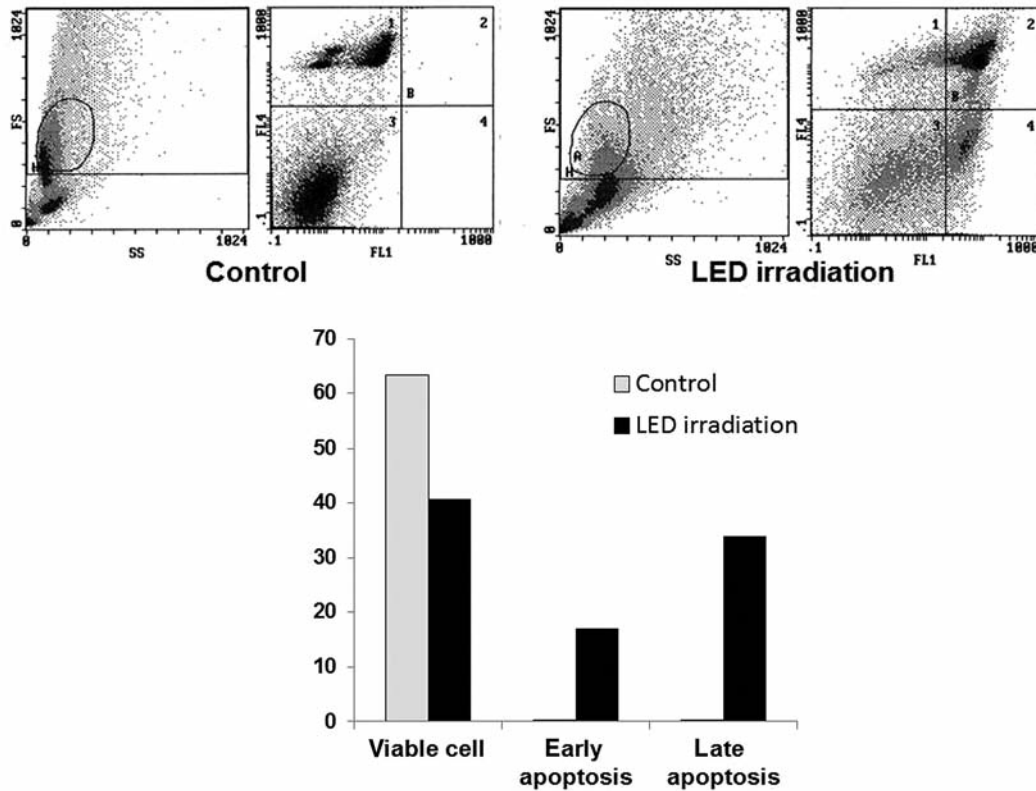 1024
FS
H
0
0
1024
SS
1000
FL4
.1
1
2
B
3
4
.1
1000
FL1
Control
1024
FS
A
H
0
0
1024
SS
1000
FL4
.1
1
2
B
3
4
.1
1000
FL1
LED irradiation
70
60
50
40
30
20
10
0
Control
LED irradiation
Viable cell
Early
apoptosis
Late
apoptosis